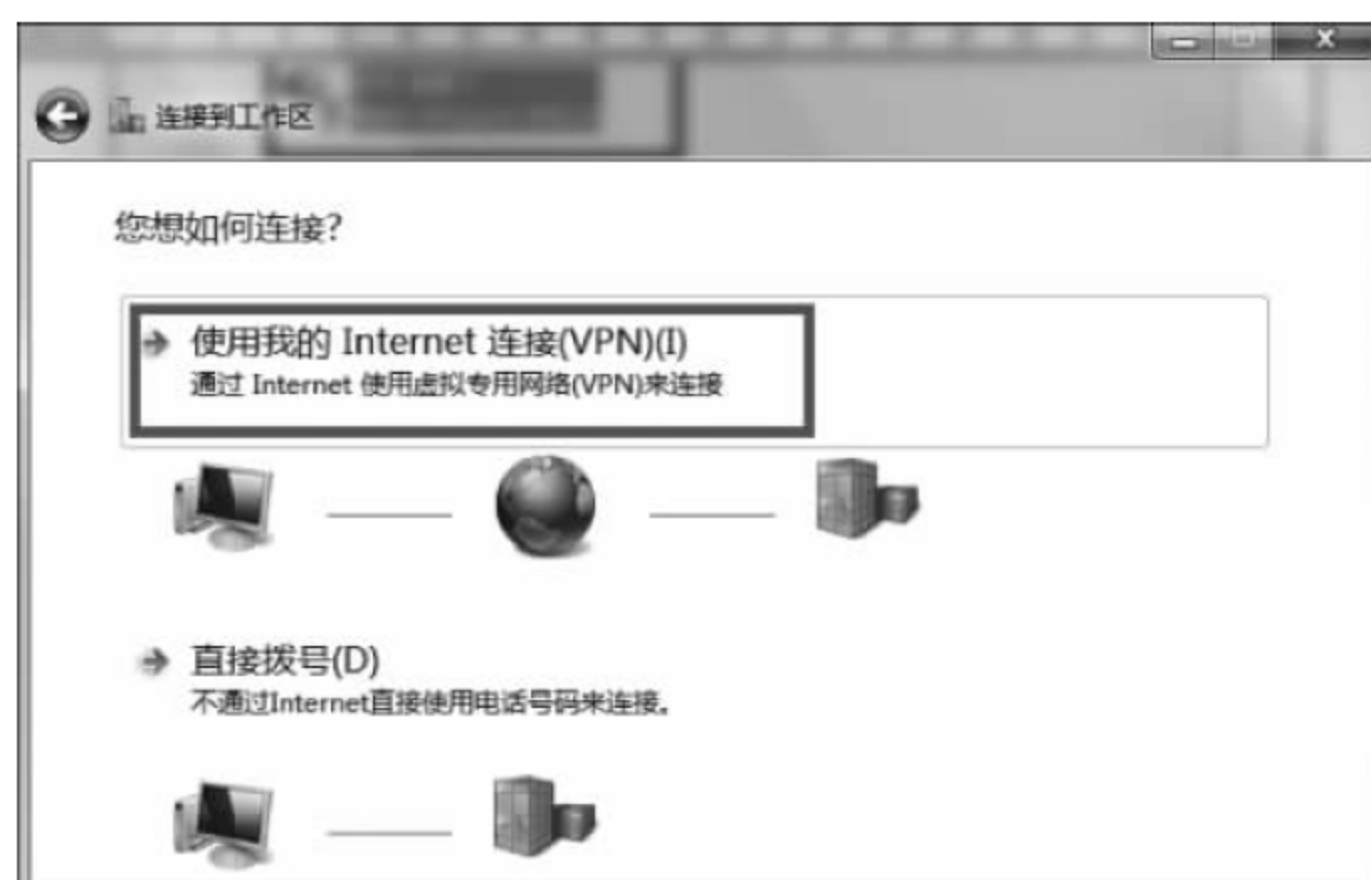 连接到工作区
您想如何连接?
使用我的 Internet 连接(VPN)(I)
通过 Internet 使用虚拟专用网络(VPN)来连接
直接拨号(D)
不通过Internet直接使用电话号码来连接。